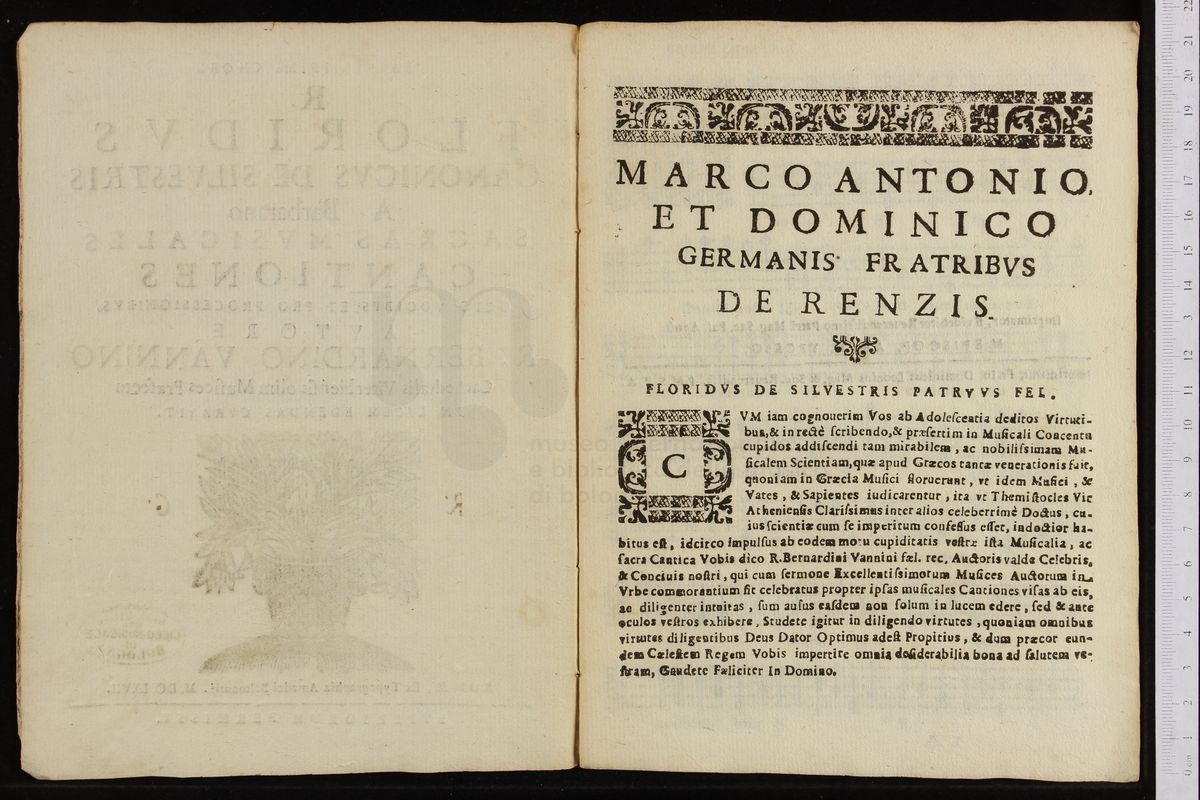 MARCO ANTONIO,
ET DOMINICO
GERMANIS FRATRIBVS
DE RENZIS.
FLORIDVS DE SILVESTRIS PATRVVS FEL.
CVM iam cognouerim Vos ab Adolescentia deditos Virtuti-
bus, & in rectè scribendo, & præsertim in Musicali Concentu
cupidos addiscendi tam mirabilem, ac nobilissimam Mu-
sicalem Scientiam, quæ apud Græcos tantæ venerationis fuit,
quoniam in Græcia Musici floruerunt, vt idem Musici, &
Vates, & Sapientes iudicarentur, ita vt Themistocles Vir
Atheniensis Clarissimus inter alios celeberrimè Doctus, cu-
ius scientiæ cum se imperitum confessus esset, indoctior ha-
bitus est, idcirco impulsus ab eodem motu cupiditatis vestræ ista Musicalia, ac
sacra Cantica Vobis dico R. Bernardini Vannini fæl. rec. Auctoris valde Celebris,
& Conciuis nostri, qui cum sermone Excellentissimorum Musices Auctorum in
Vrbe commorantium sit celebratus propter ipsas musicales Cantiones visas ab eis,
ac diligenter intuitas, sum ausus easdem non solum in lucem edere, sed & ante
oculos vestros exhibere, Studete igitur in diligendo virtutes, quoniam omnibus
virtutes diligentibus Deus Dator Optimus adest Propitius, & dum præcor eun-
dem Cælestem Regem Vobis impertire omnia desiderabilia bona ad salutem ve-
stram, Gaudete Fæliciter In Domino.